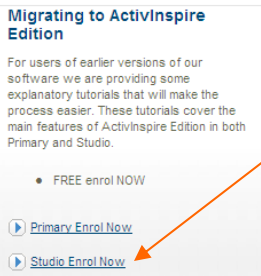 Migrating to ActivInspire
Edition
For users of earlier versions of our
software we are providing some
explanatory tutorials that will make the
process easier. These tutorials cover the
main features of ActivInspire Edition in both
Primary and Studio.
• FREE enrol NOW
Primary Enrol Now
Studio Enrol Now